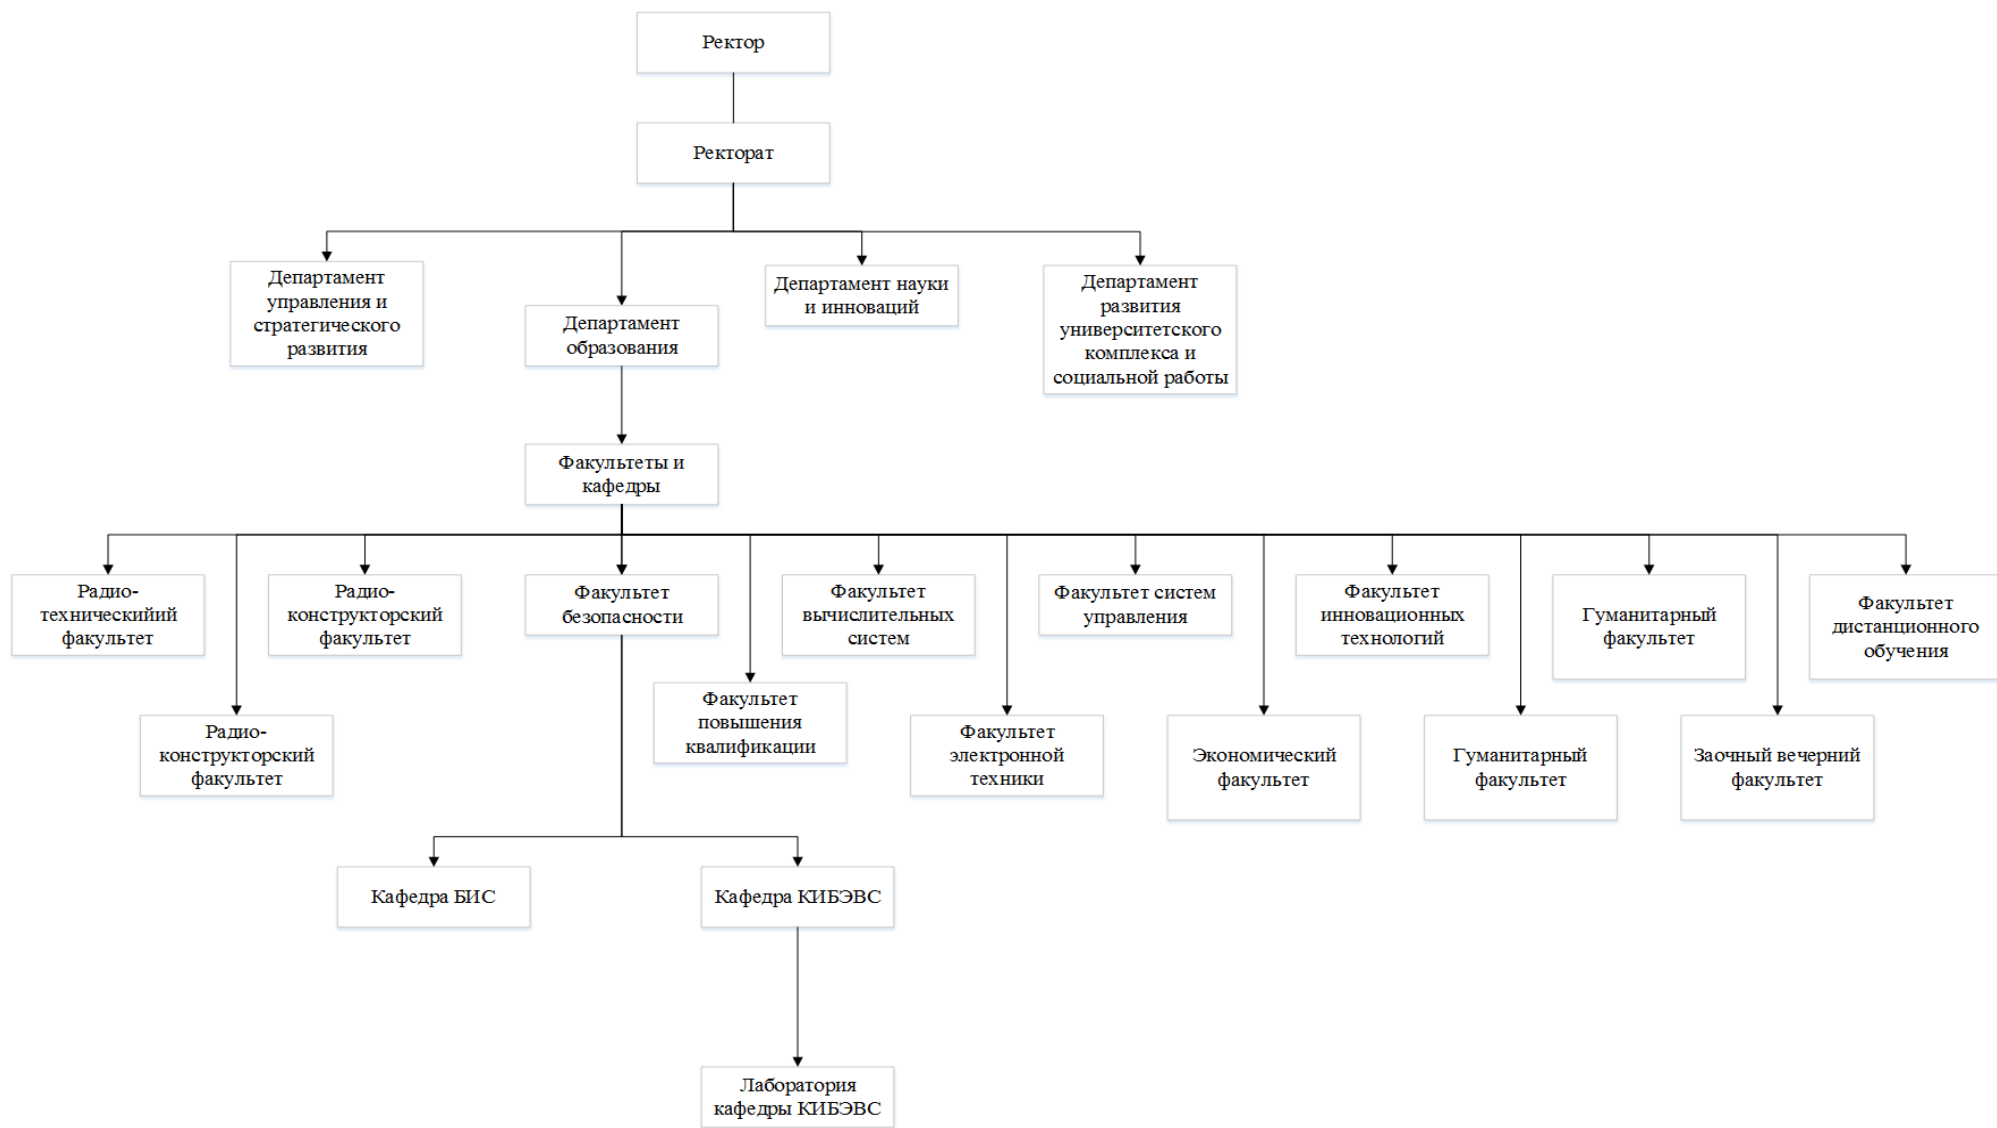 Ректор
Ректорат
Департамент
управления и
стратегического
развития
Департамент
образования
Департамент науки
и инноваций
Департамент
развития
университетского
комплекса и
социальной работы
Факультеты и
кафедры
Радио-
техническийий
факультет
Радио-
конструкторский
факультет
Факультет
безопасности
Факультет
вычислительных
систем
Факультет систем
управления
Факультет
инновационных
технологий
Гуманитарный
факультет
Факультет
дистанционного
обучения
Радио-
конструкторский
факультет
Факультет
повышения
квалификации
Факультет
электронной
техники
Экономический
факультет
Гуманитарный
факультет
Заочный вечерний
факультет
Кафедра БИС
Кафедра КИБЭВС
Лаборатория
кафедры КИБЭВС